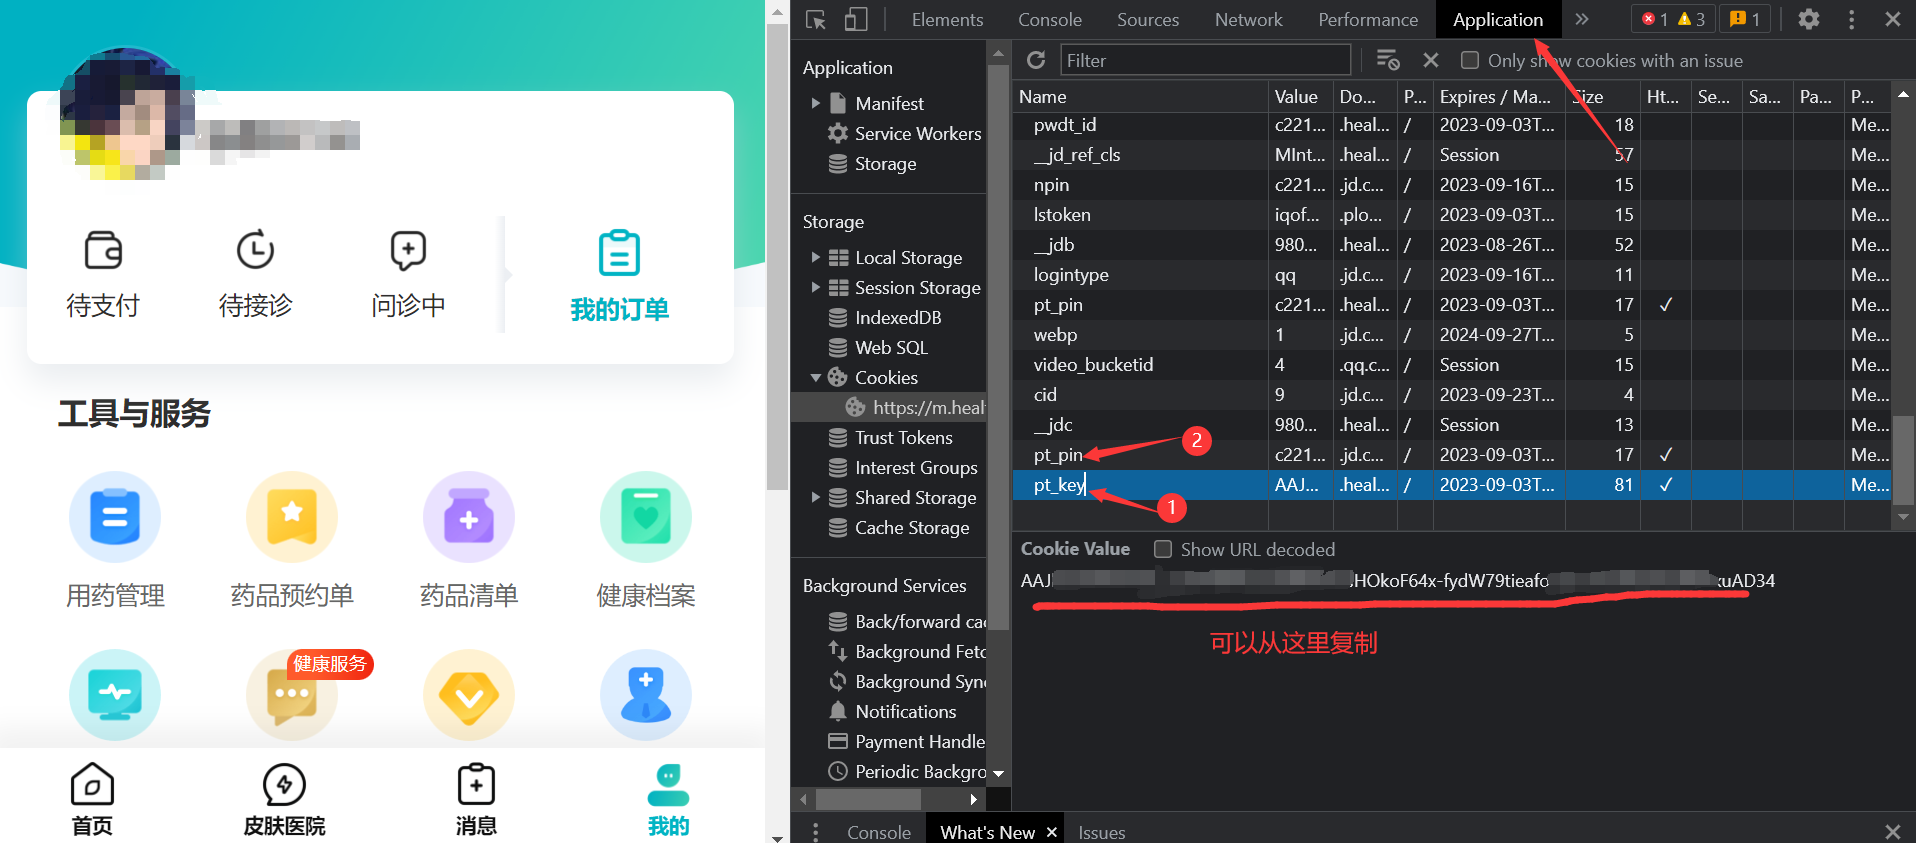 待支付 待接诊 问诊中 我的订单
工具与服务
用药管理 药品预约单 药品清单 健康档案
健康服务
首页 皮肤医院 消息 我的
Elements Console Sources Network Performance Application » 1 3 1
Application
Manifest
Service Workers
Storage
Storage
Local Storage
Session Storage
IndexedDB
Web SQL
Cookies
https://m.heal
Trust Tokens
Interest Groups
Shared Storage
Cache Storage
Background Services
Back/forward ca
Background Fetc
Background Syn
Notifications
Payment Handle
Periodic Backgro
Filter Only show cookies with an issue
Name Value Do... P... Expires / Ma... Size Ht... Se... Sa... Pa... P...
pwdt_id c221... .heal... / 2023-09-03T... 18 Me...
__jd_ref_cls MInt... .heal... / Session 57 Me...
npin c221... .jd.c... / 2023-09-16T... 15 Me...
lstoken iqof... .plo... / 2023-09-03T... 15 Me...
__jdb 980... .heal... / 2023-08-26T... 52 Me...
logintype qq .jd.c... / 2023-09-16T... 11 Me...
pt_pin c221... .heal... / 2023-09-03T... 17 ✓ Me...
webp 1 .jd.c... / 2024-09-27T... 5 Me...
video_bucketid 4 .qq.c... / Session 15 Me...
cid 9 .jd.c... / 2023-09-23T... 4 Me...
__jdc 980... .heal... / Session 13 Me...
pt_pin c221... .jd.c... / 2023-09-03T... 17 ✓ Me...
2
pt_key AAJ... .heal... / 2023-09-03T... 81 ✓ Me...
1
Cookie Value Show URL decoded
AAJ HOkoF64x-fydW79tieafo uAD34
可以从这里复制
Console What's New × Issues